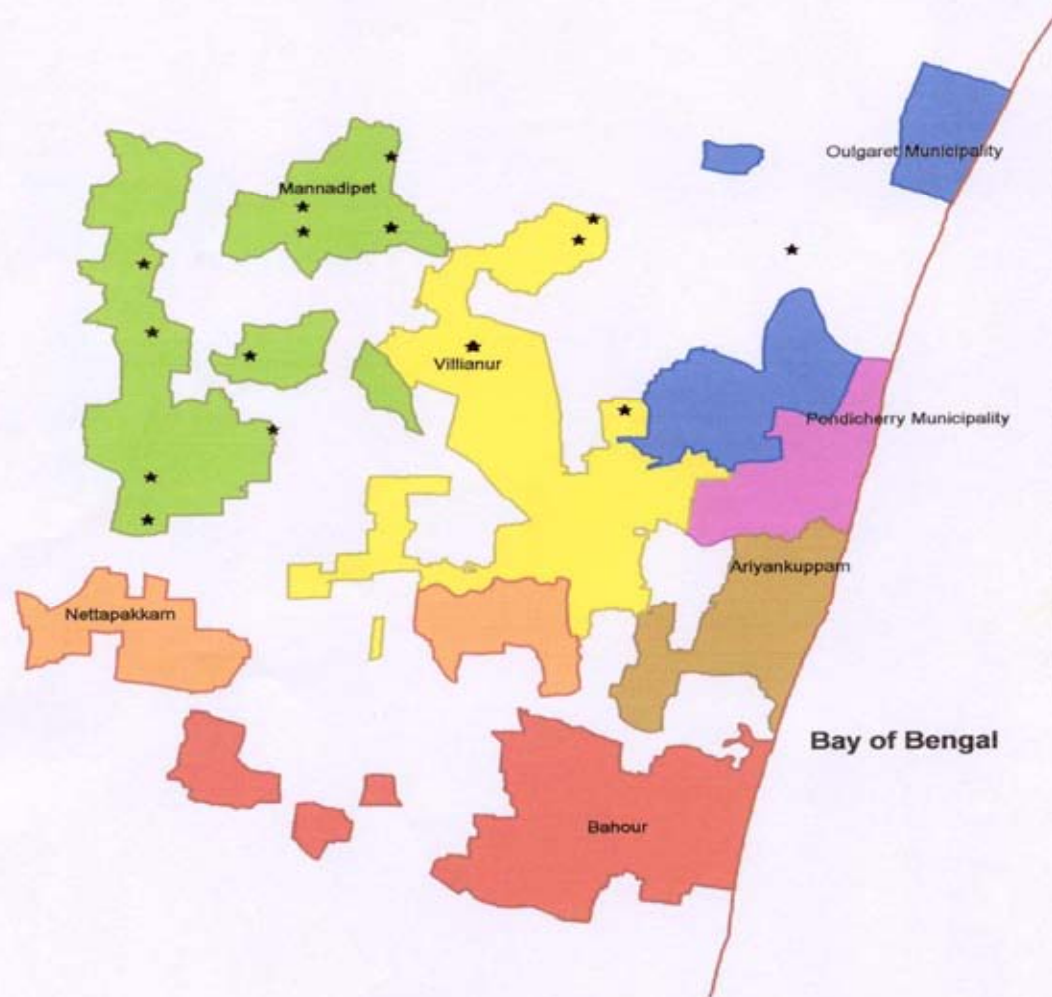 Oulgaret Municipality
Mannadipet
Villianur
Pondicherry Municipality
Ariyankuppam
Nettapakkam
Bay of Bengal
Bahour